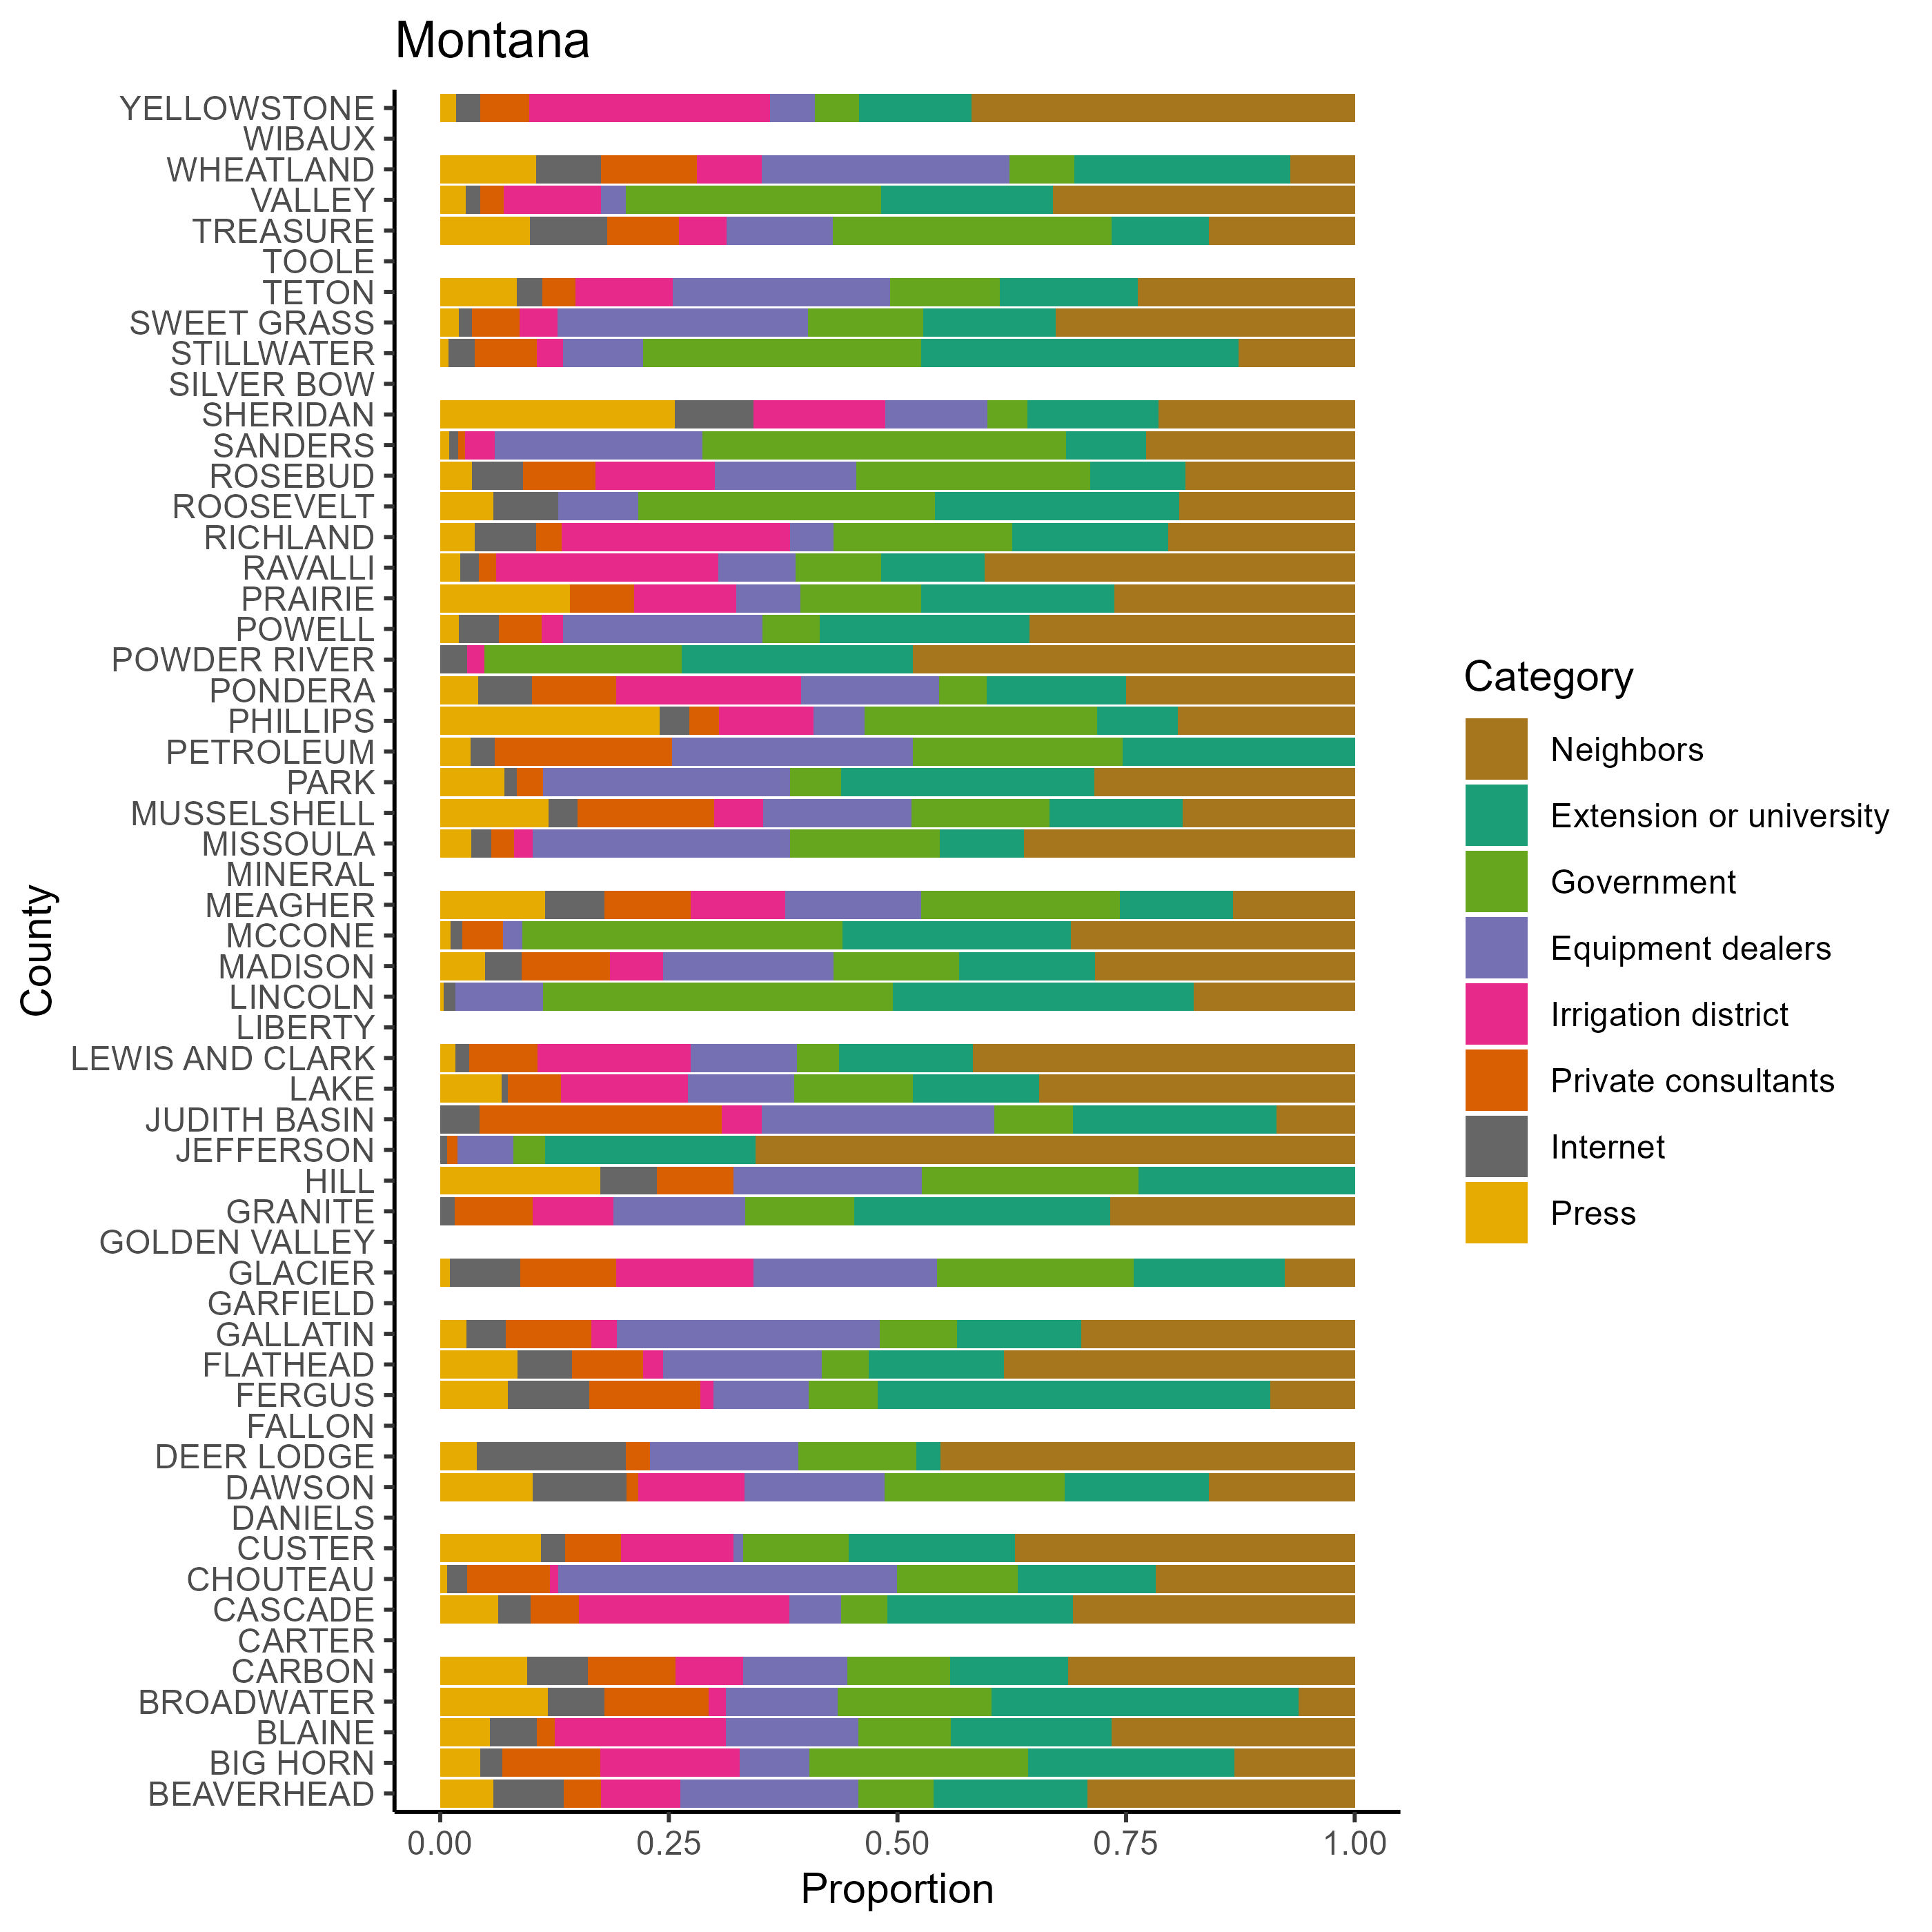 Montana
YELLOWSTONE
WIBAUX
WHEATLAND
VALLEY
TREASURE
TOOLE
TETON
SWEET GRASS
STILLWATER
SILVER BOW
SHERIDAN
SANDERS
ROSEBUD
ROOSEVELT
RICHLAND
RAVALLI
PRAIRIE
POWELL
POWDER RIVER
PONDERA
PHILLIPS
PETROLEUM
PARK
MUSSELSHELL
MISSOULA
MINERAL
MEAGHER
MCCONE
MADISON
LINCOLN
LIBERTY
LEWIS AND CLARK
LAKE
JUDITH BASIN
JEFFERSON
HILL
GRANITE
GOLDEN VALLEY
GLACIER
GARFIELD
GALLATIN
FLATHEAD
FERGUS
FALLON
DEER LODGE
DAWSON
DANIELS
CUSTER
CHOUTEAU
CASCADE
CARTER
CARBON
BROADWATER
BLAINE
BIG HORN
BEAVERHEAD
County
0.00 0.25 0.50 0.75 1.00
Proportion
Category
Neighbors
Extension or university
Government
Equipment dealers
Irrigation district
Private consultants
Internet
Press